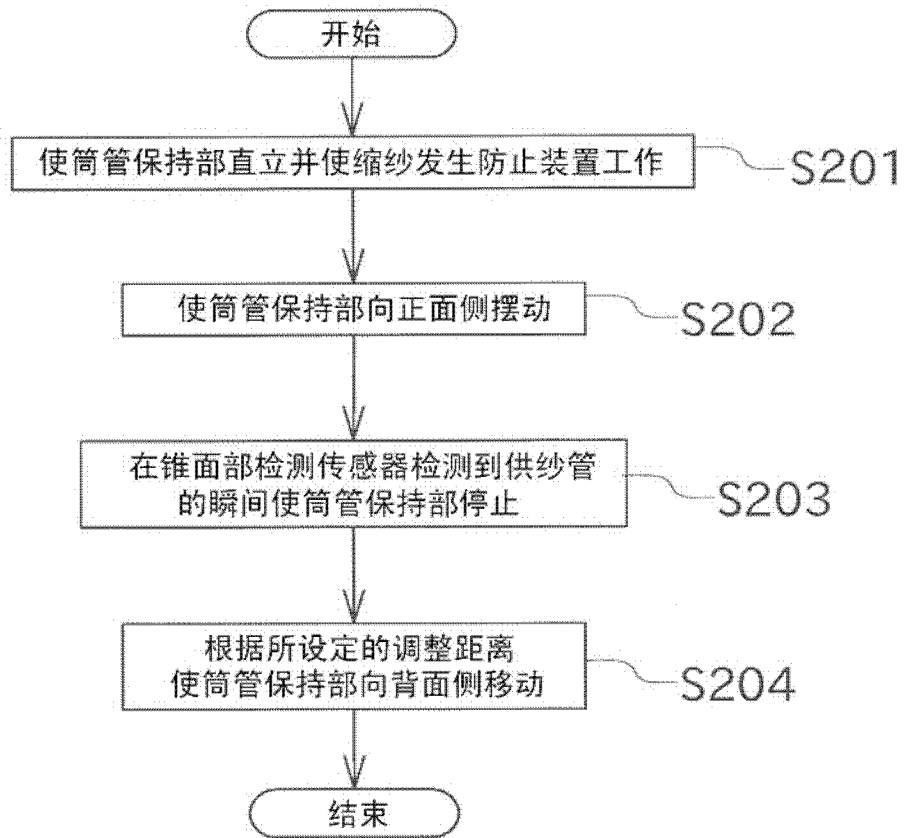 开始
使筒管保持部直立并使缩纱发生防止装置工作
S201
使筒管保持部向正面侧摆动
S202
在锥面部检测传感器检测到供纱管
的瞬间使筒管保持部停止
S203
根据所设定的调整距离
使筒管保持部向背面侧移动
S204
结束